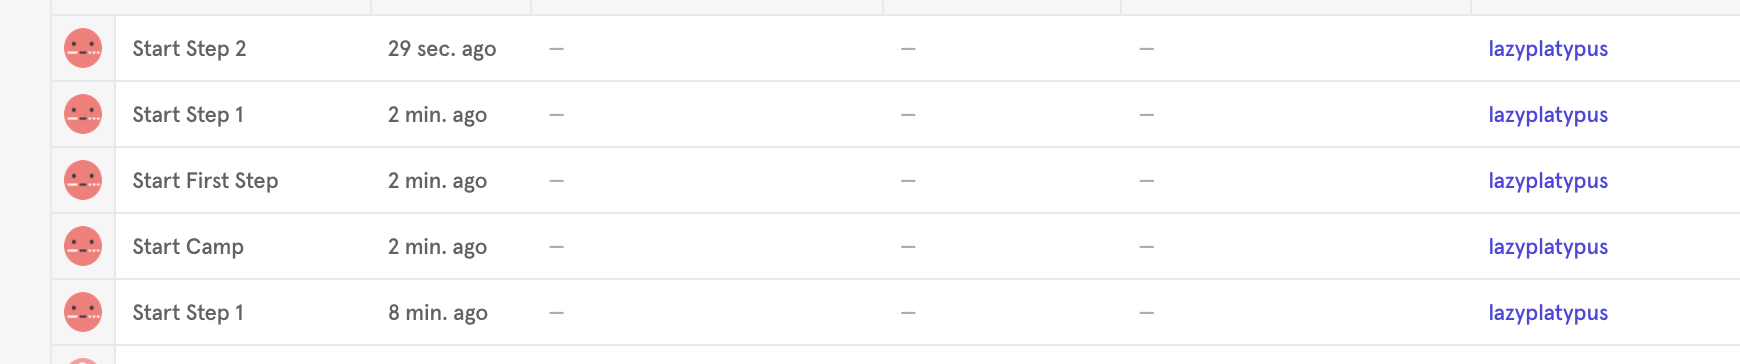 Start Step 2 29 sec. ago — — — lazyplatypus
Start Step 1 2 min. ago — — — lazyplatypus
Start First Step 2 min. ago — — — lazyplatypus
Start Camp 2 min. ago — — — lazyplatypus
Start Step 1 8 min. ago — — — lazyplatypus